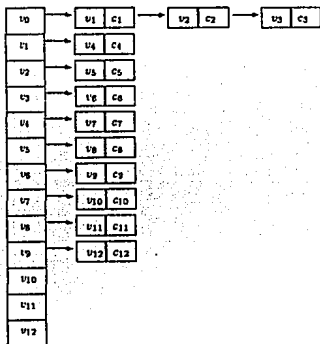 v0 v1 c1 v2 c2 v3 c3
v1 v4 c4
v2 v5 c5
v3 v6 c6
v4 v7 c7
v5 v8 c8
v6 v9 c9
v7 v10 c10
v8 v11 c11
v9 v12 c12
v10
v11
v12